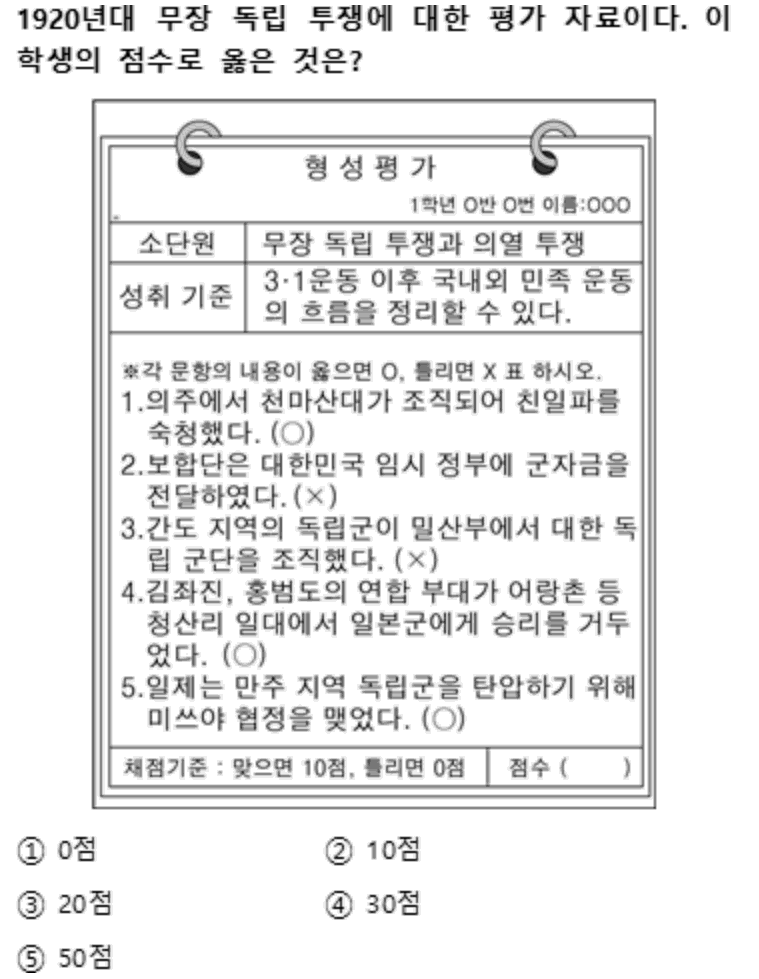 1920년대 무장 독립 투쟁에 대한 평가 자료이다. 이
학생의 점수로 옳은 것은?
형 성 평 가
1학년 O반 O번 이름:OOO
소단원 무장 독립 투쟁과 의열 투쟁
성취 기준 3·1운동 이후 국내외 민족 운동
의 흐름을 정리할 수 있다.
※각 문항의 내용이 옳으면 O, 틀리면 X 표 하시오.
1.의주에서 천마산대가 조직되어 친일파를
숙청했다. (○)
2.보합단은 대한민국 임시 정부에 군자금을
전달하였다.(×)
3.간도 지역의 독립군이 밀산부에서 대한 독
립 군단을 조직했다. (×)
4.김좌진, 홍범도의 연합 부대가 어랑촌 등
청산리 일대에서 일본군에게 승리를 거두
었다. (○)
5.일제는 만주 지역 독립군을 탄압하기 위해
미쓰야 협정을 맺었다. (○)
채점기준 : 맞으면 10점, 틀리면 0점 점수 ( )
① 0점 ② 10점
③ 20점 ④ 30점
⑤ 50점